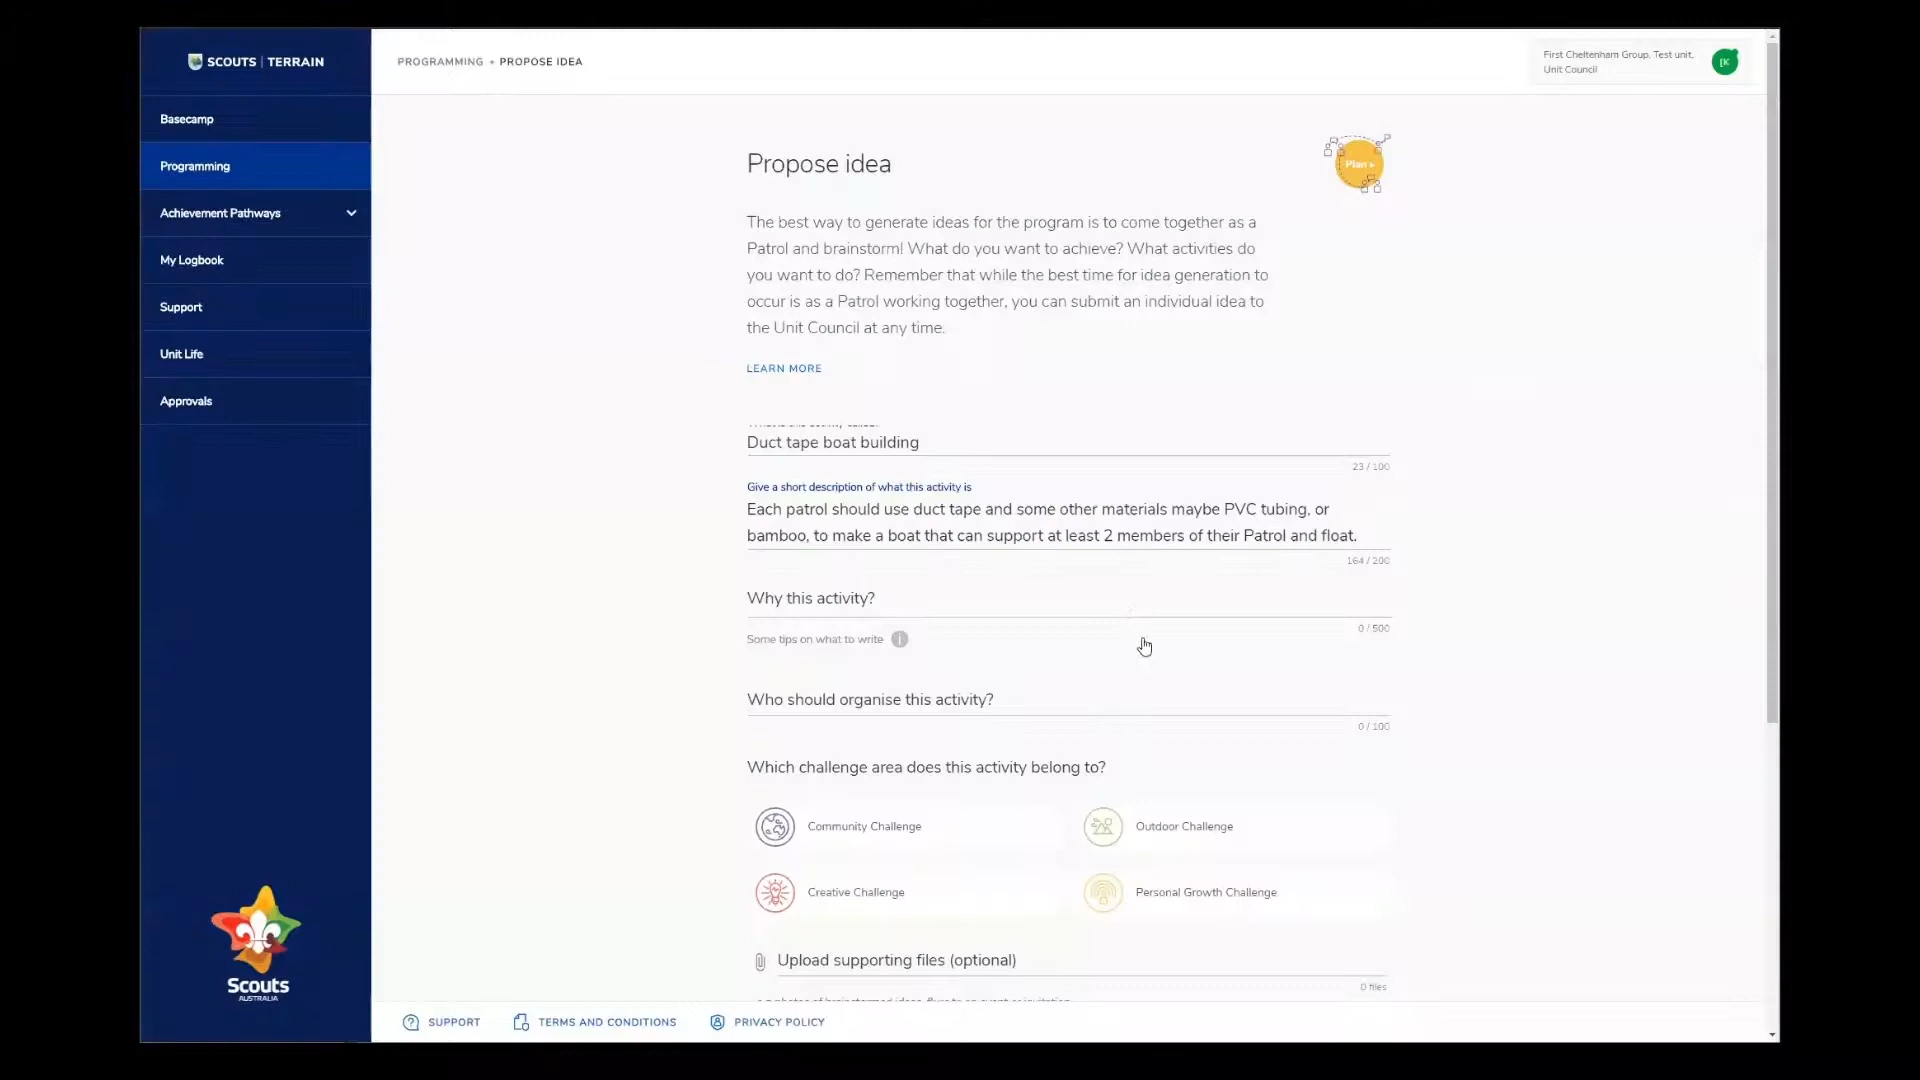 SCOUTS | TERRAIN
PROGRAMMING • PROPOSE IDEA
First Cheltenham Group, Test unit,
Unit Council
[K
Basecamp
Programming
Achievement Pathways
My Logbook
Support
Unit Life
Approvals
Scouts
AUSTRALIA
Propose idea
Plan
The best way to generate ideas for the program is to come together as a
Patrol and brainstorm! What do you want to achieve? What activities do
you want to do? Remember that while the best time for idea generation to
occur is as a Patrol working together, you can submit an individual idea to
the Unit Council at any time.
LEARN MORE
Duct tape boat building
23 / 100
Give a short description of what this activity is
Each patrol should use duct tape and some other materials maybe PVC tubing, or
bamboo, to make a boat that can support at least 2 members of their Patrol and float.
164 / 200
Why this activity?
0 / 500
Some tips on what to write i
Who should organise this activity?
0 / 100
Which challenge area does this activity belong to?
Community Challenge
Outdoor Challenge
Creative Challenge
Personal Growth Challenge
Upload supporting files (optional)
0 files
SUPPORT
TERMS AND CONDITIONS
PRIVACY POLICY